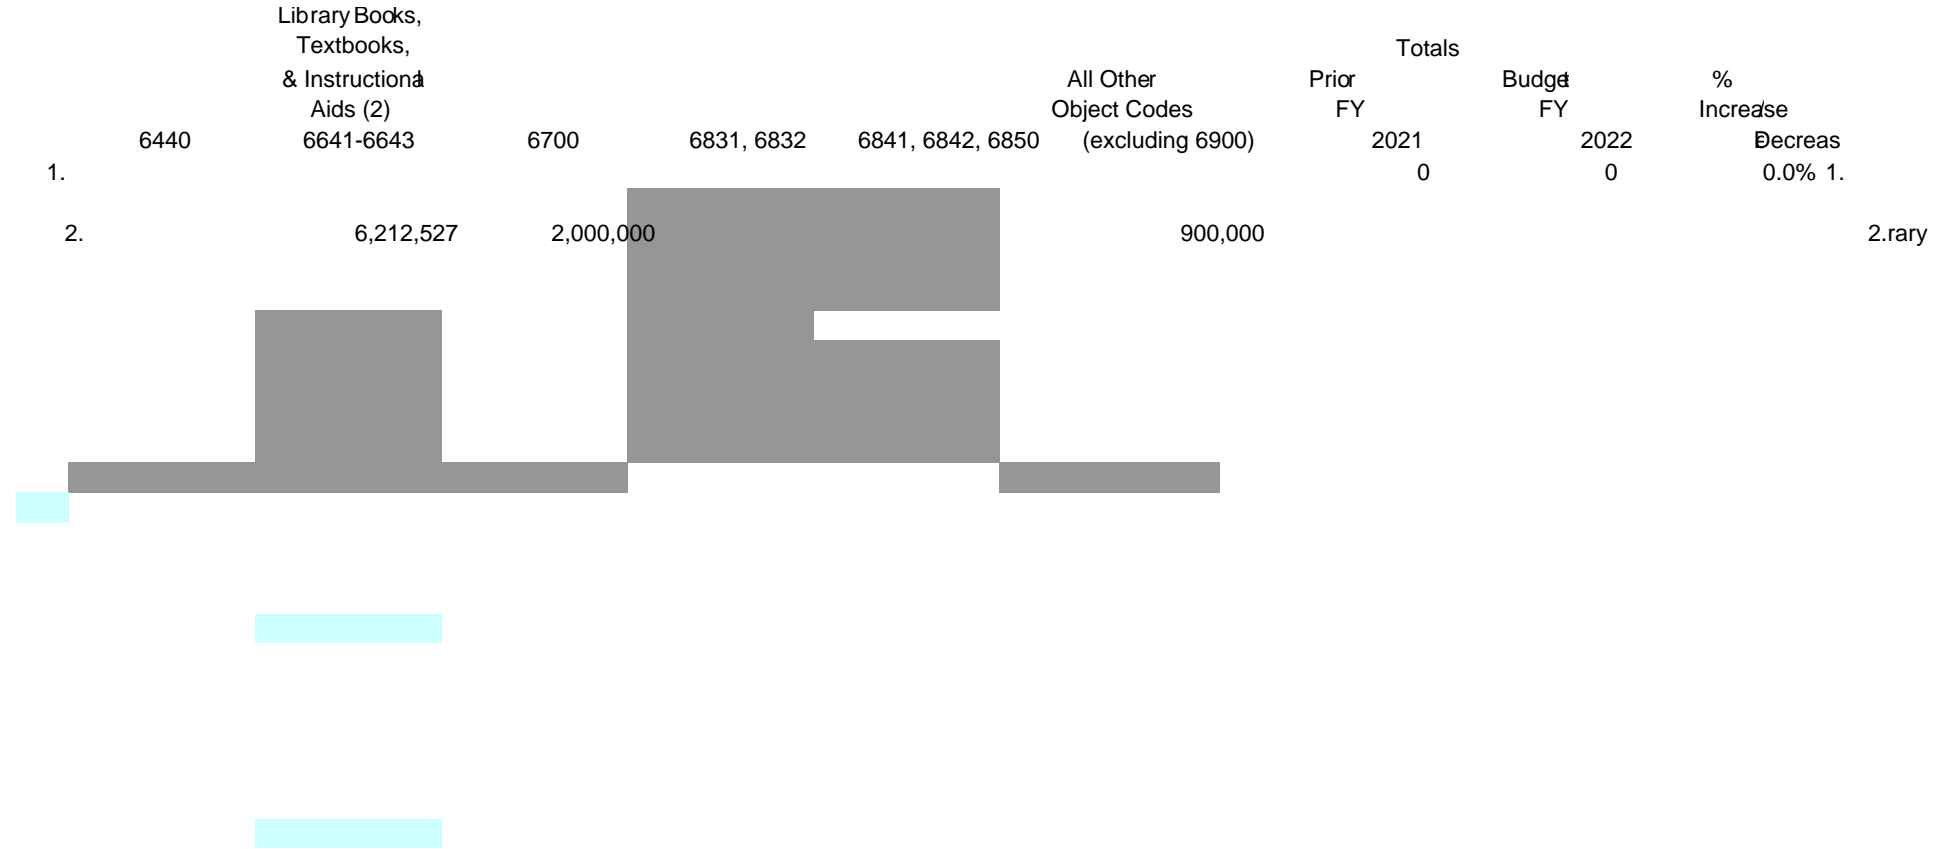 Library Books,
Textbooks,
Totals
& Instructional
All Other
Prior
Budget
%
Aids (2)
Object Codes
FY
FY
Increase/
6440 6641-6643 6700 6831, 6832 6841, 6842, 6850 (excluding 6900) 2021 2022 Decrease
1. 0 0 0.0% 1.
2. 6,212,527 2,000,000 900,000 2.rary